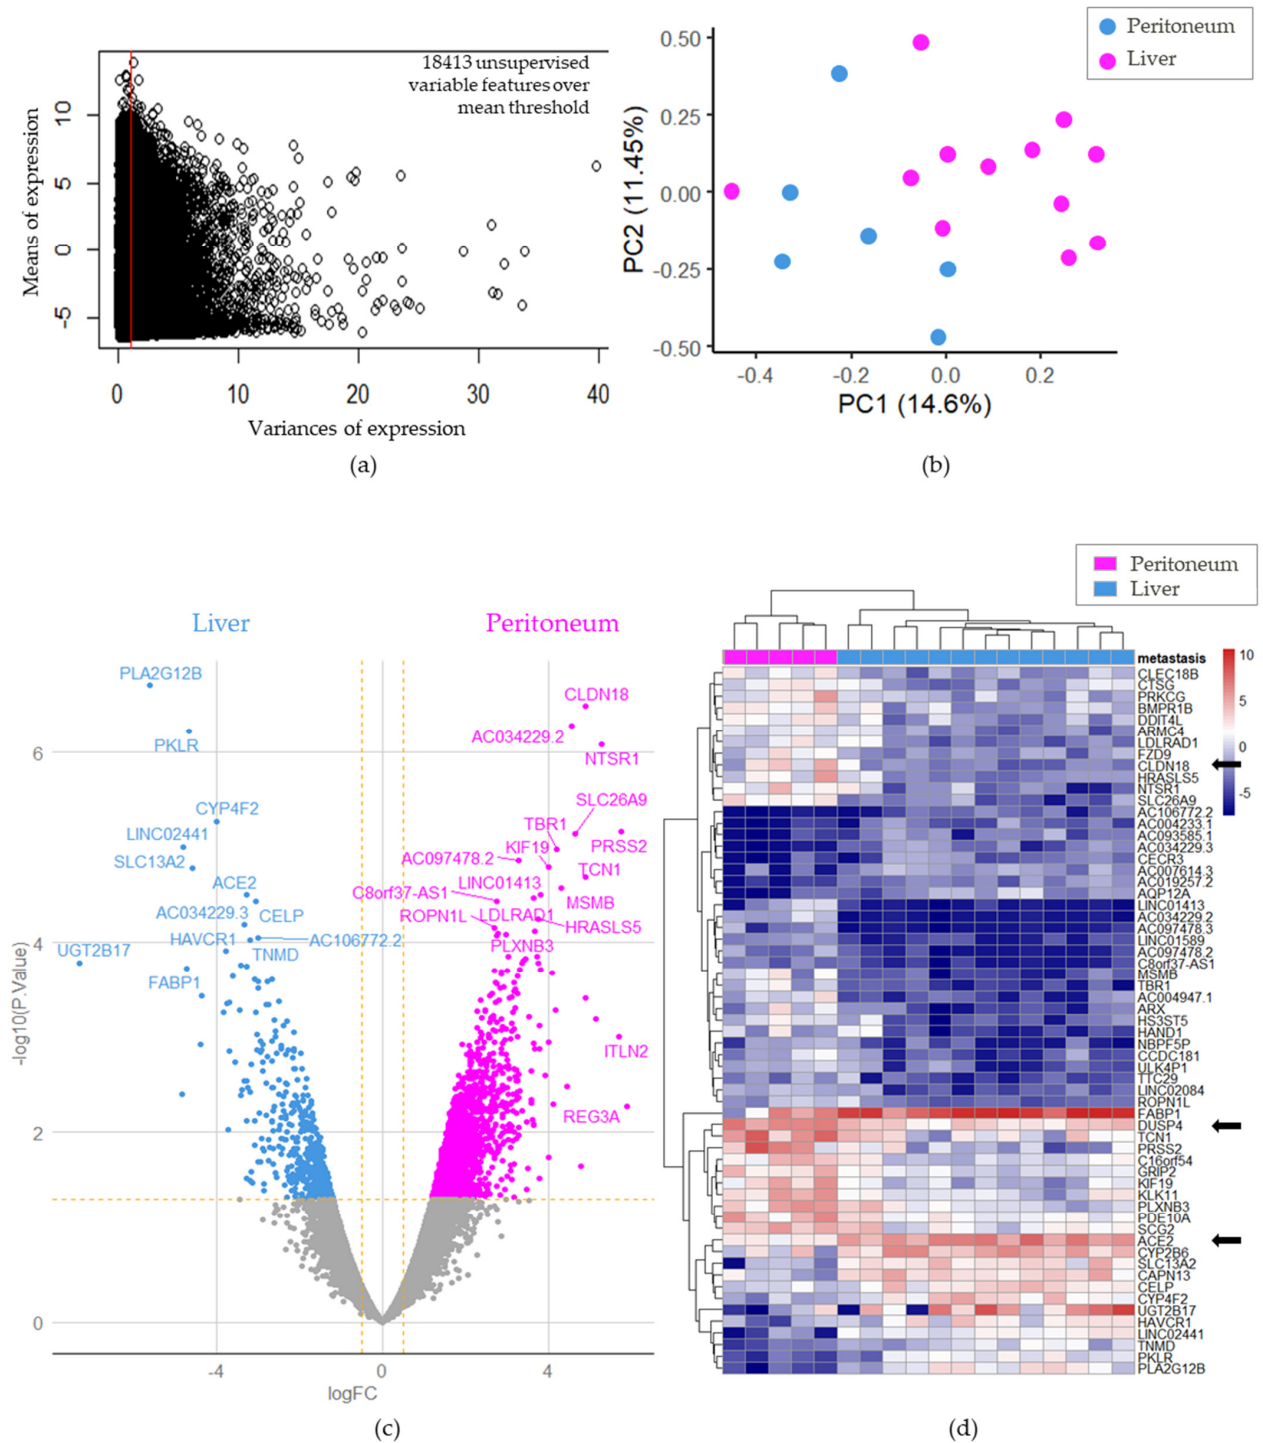 18413 unsupervised
variable features over
mean threshold
Means of expression
10
5
0
-5
0
10
20
30
40
Variances of expression
(a)
Peritoneum
Liver
PC2 (11.45%)
0.50
0.25
0.00
-0.25
-0.50
-0.4
-0.2
0.0
0.2
PC1 (14.6%)
(b)
Liver
Peritoneum
PLA2G12B
CLDN18
AC034229.2
PKLR
NTSR1
SLC26A9
CYP4F2
TBR1
LINC02441
KIF19
PRSS2
SLC13A2
AC097478.2
TCN1
ACE2
LINC01413
C8orf37-AS1
MSMB
AC034229.3
CELP
ROPN1L
LDLRAD1
HRASLS5
HAVCR1
AC106772.2
PLXNB3
UGT2B17
TNMD
FABP1
ITLN2
REG3A
-log10(P.Value)
6
4
2
0
-4
0
4
logFC
(c)
Peritoneum
Liver
metastasis
10
5
0
-5
CLEC18B
CTSG
PRKCG
BMPR1B
DDIT4L
ARMC4
LDLRAD1
FZD9
CLDN18
HRASLS5
NTSR1
SLC26A9
AC106772.2
AC004233.1
AC093585.1
AC034229.3
CECR3
AC007614.3
AC019257.2
AQP12A
LINC01413
AC034229.2
AC097478.3
LINC01589
AC097478.2
C8orf37-AS1
MSMB
TBR1
AC004947.1
ARX
HS3ST5
HAND1
NBPF5P
CCDC181
ULK4P1
TTC29
LINC02084
ROPN1L
FABP1
DUSP4
TCN1
PRSS2
C16orf54
GRIP2
KIF19
KLK11
PLXNB3
PDE10A
SCG2
ACE2
CYP2B6
SLC13A2
CAPN13
CELP
CYP4F2
UGT2B17
HAVCR1
LINC02441
TNMD
PKLR
PLA2G12B
(d)